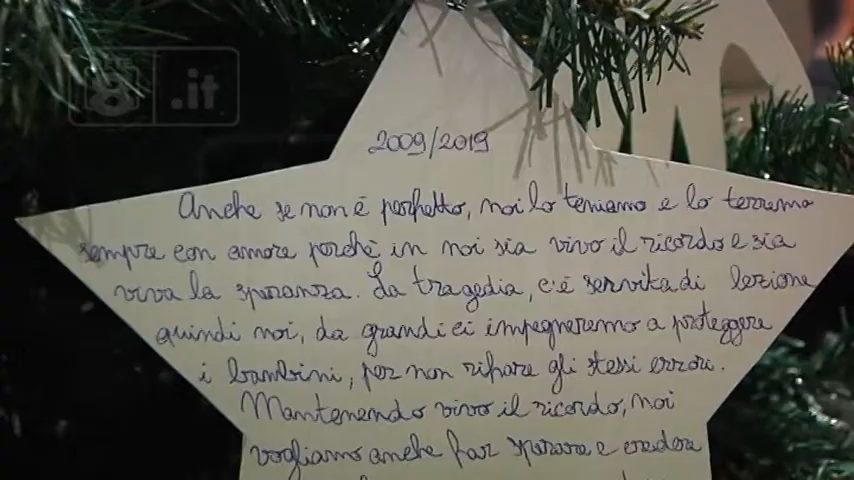 g.it
2009/2019
Anche se non è perfetto, noi lo teniamo e lo terremo
sempre con amore perché in noi sia vivo il ricordo e sia
viva la speranza. La tragedia, c'è servita di lezione
quindi noi, da grandi ci impegneremo a proteggere
i bambini, per non rifare gli stessi errori.
Mantenendo vivo il ricordo, noi
vogliamo anche far sperare e credere